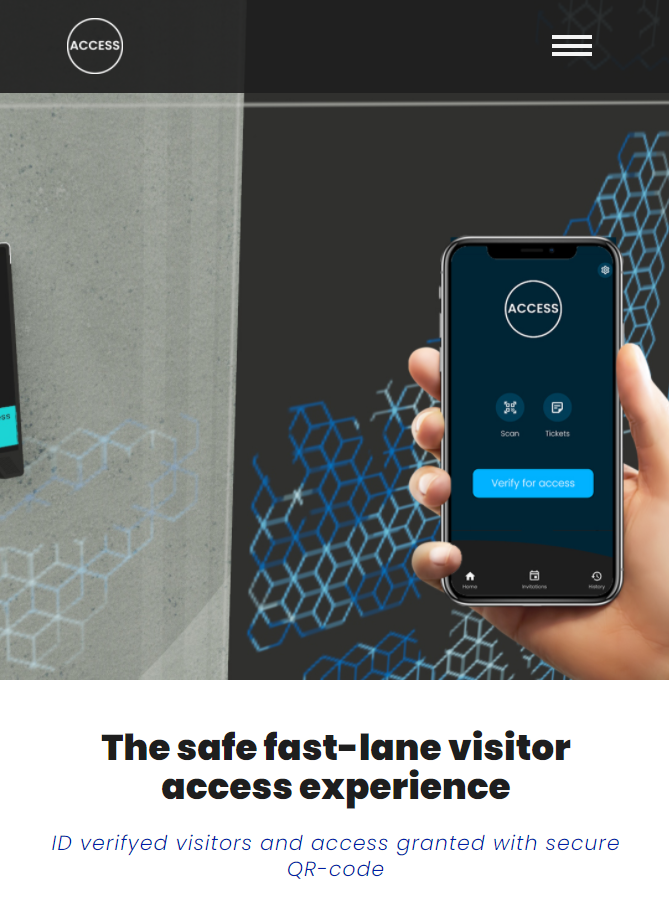 ACCESS
ACCESS
Scan
Tickets
Verify for access
Home
Invitations
History
The safe fast-lane visitor
access experience
ID verifyed visitors and access granted with secure
QR-code